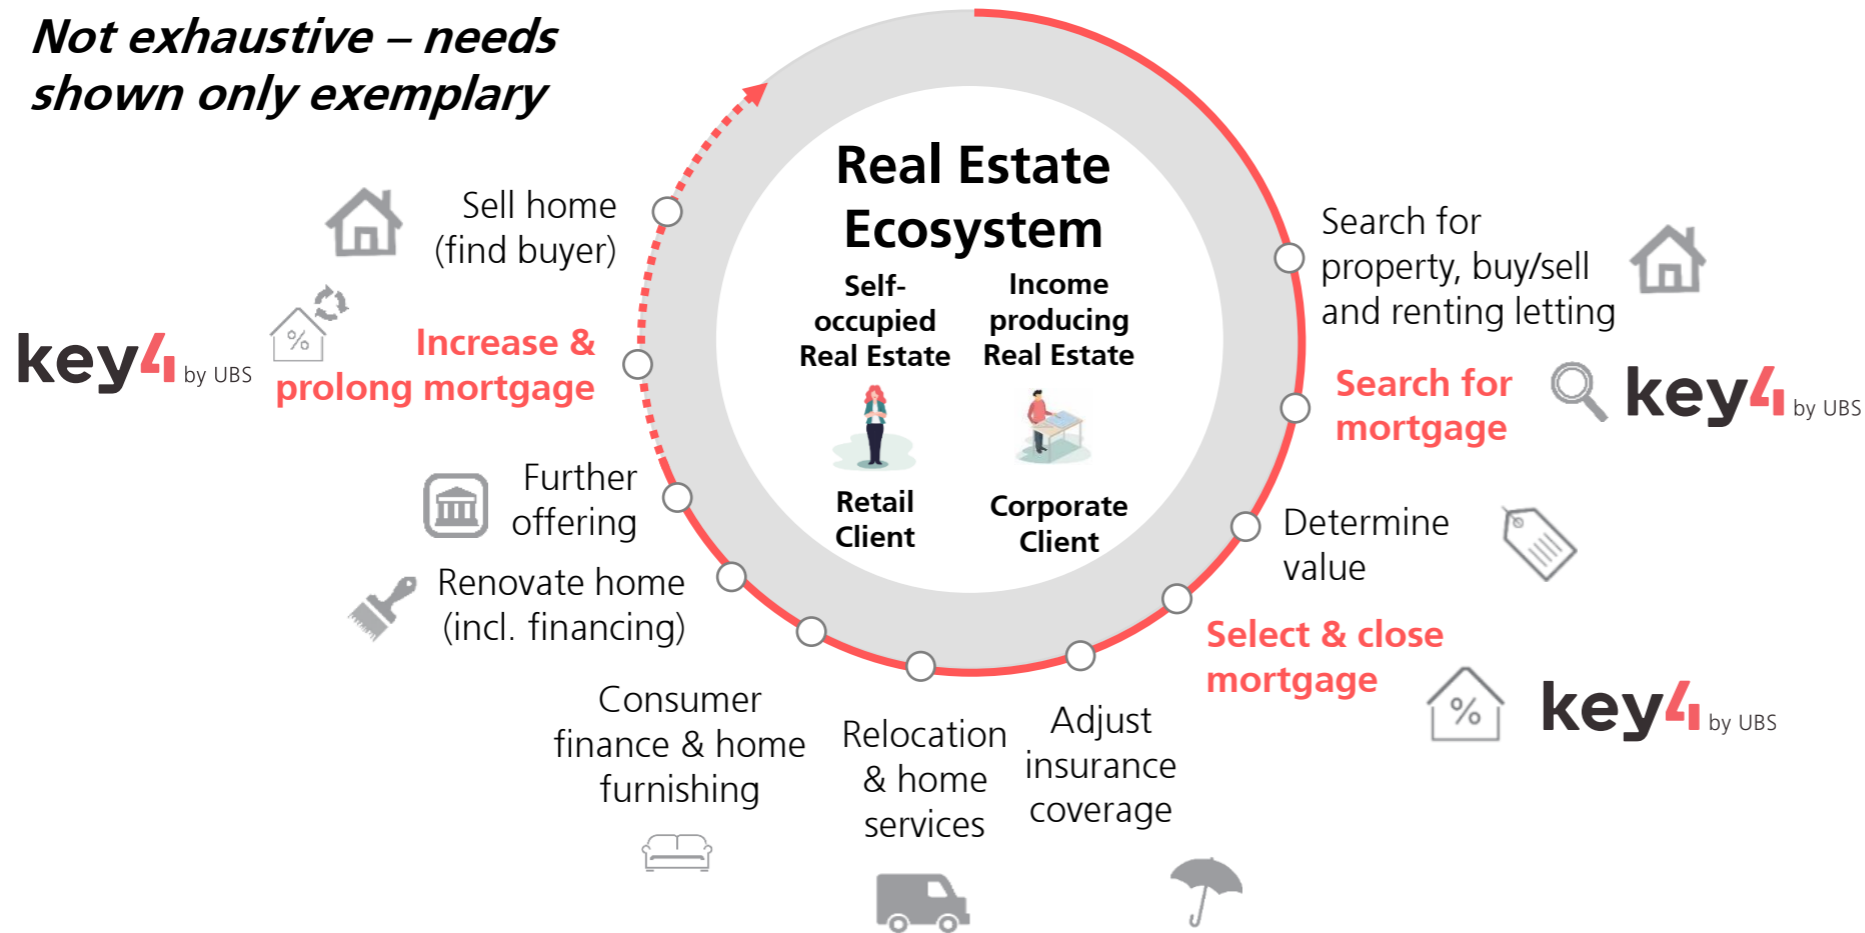 Not exhaustive – needs
shown only exemplary
Real Estate
Ecosystem
Self-
occupied
Real Estate
Income
producing
Real Estate
Retail
Client
Corporate
Client
Search for
property, buy/sell
and renting letting
Search for
mortgage
key4 by UBS
Determine
value
Select & close
mortgage
%
key4 by UBS
Adjust
insurance
coverage
Relocation
& home
services
Consumer
finance & home
furnishing
Renovate home
(incl. financing)
Further
offering
Increase &
prolong mortgage
%
key4 by UBS
Sell home
(find buyer)